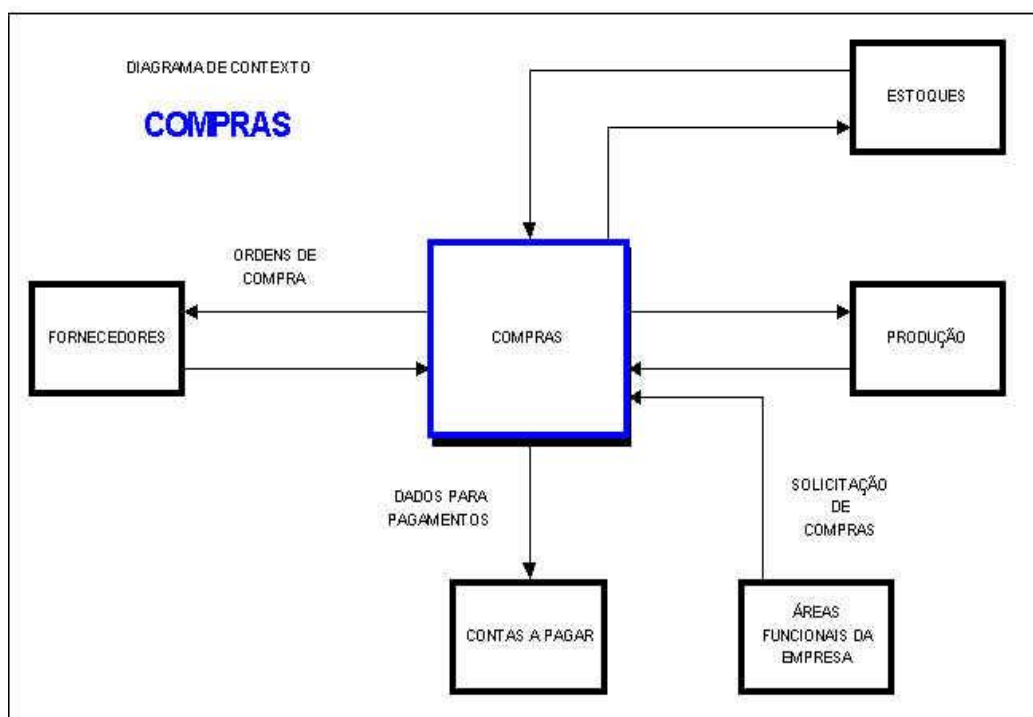 DIAGRAMA DE CONTEXTO
COMPRAS
ESTOQUES
ORDENS DE
COMPRA
FORNECEDORES
COMPRAS
PRODUÇÃO
DADOS PARA
PAGAMENTOS
SOLICITAÇÃO
DE
COMPRAS
CONTAS A PAGAR
ÁREAS
FUNCIONAIS DA
EMPRESA